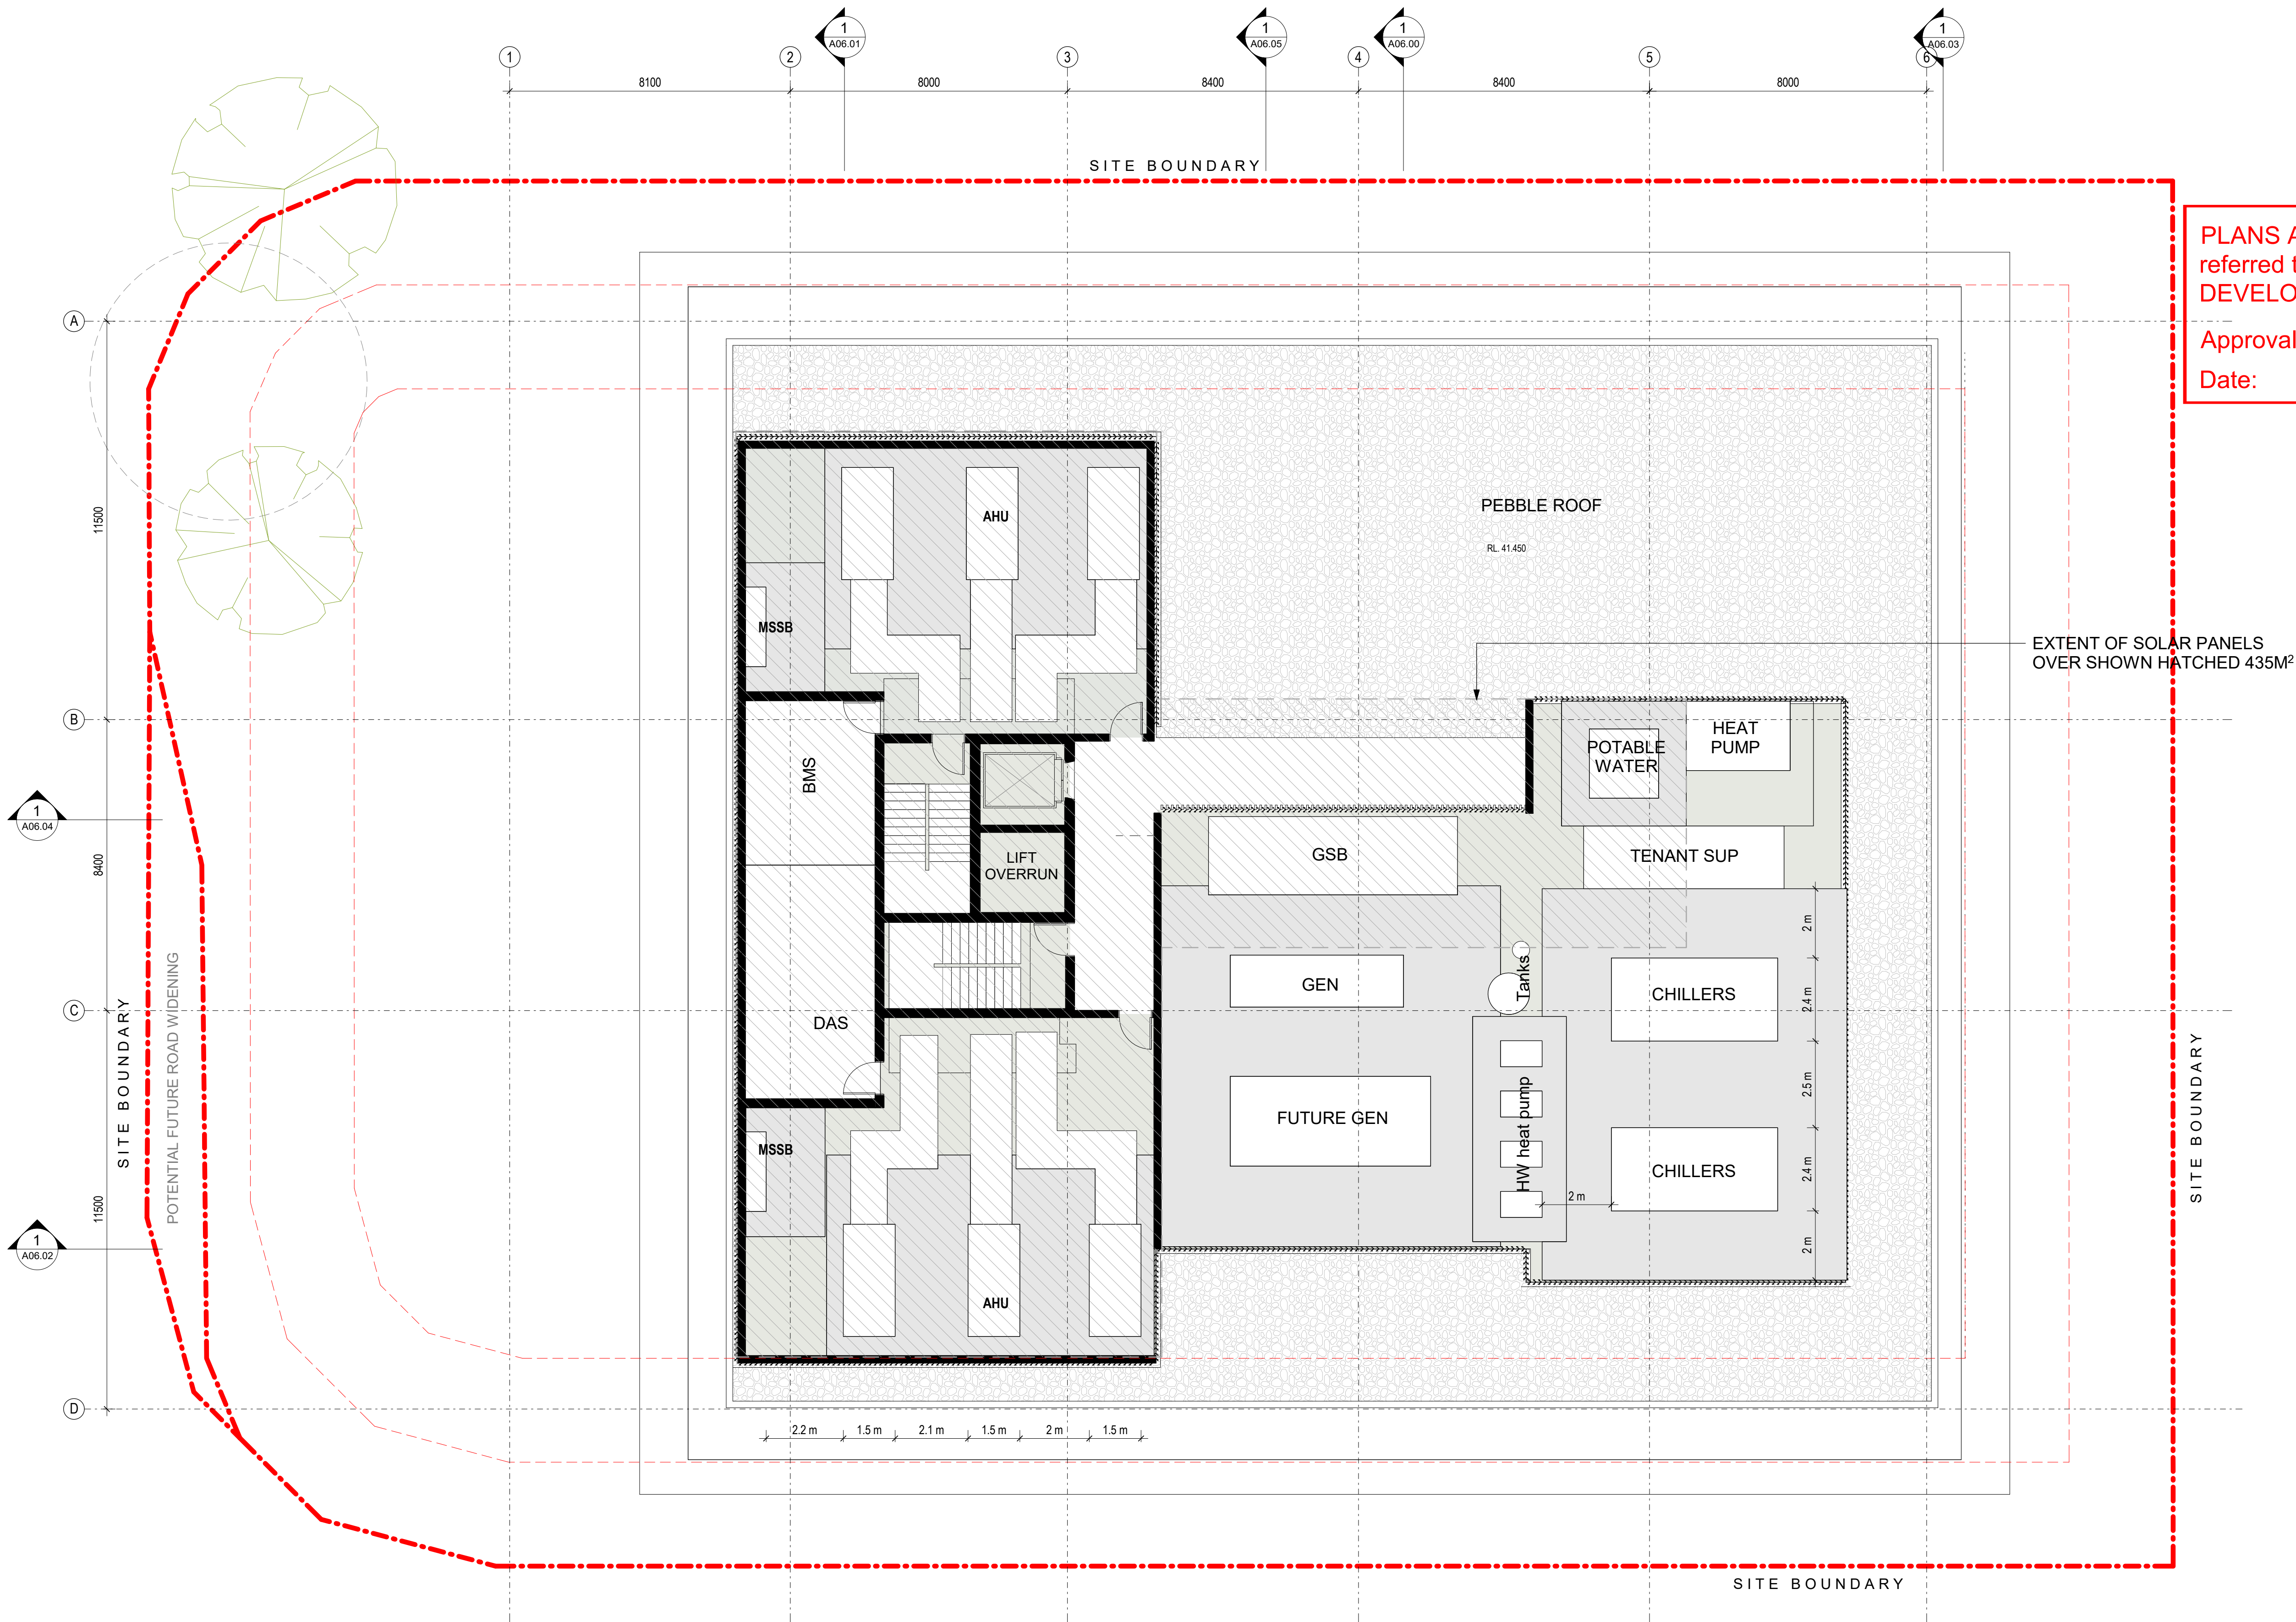 1
A06.01
1
A06.05
1
A06.00
1
A06.03
1
2
3
4
5
6
8100
8000
8400
8400
8000
SITE BOUNDARY
PLANS A
referred t
DEVELO
Approval
Date:
A
11500
AHU
PEBBLE ROOF
RL. 41.450
MSSB
EXTENT OF SOLAR PANELS
OVER SHOWN HATCHED 435M²
B
HEAT
PUMP
POTABLE
WATER
BMS
1
A06.04
8400
LIFT
OVERRUN
GSB
TENANT SUP
2 m
Tanks
GEN
CHILLERS
2.4 m
C
DAS
SITE BOUNDARY
POTENTIAL FUTURE ROAD WIDENING
2.5 m
SITE BOUNDARY
FUTURE GEN
HW heat pump
MSSB
CHILLERS
2.4 m
2 m
11500
1
A06.02
2 m
AHU
D
2.2 m
1.5 m
2.1 m
1.5 m
2 m
1.5 m
SITE BOUNDARY